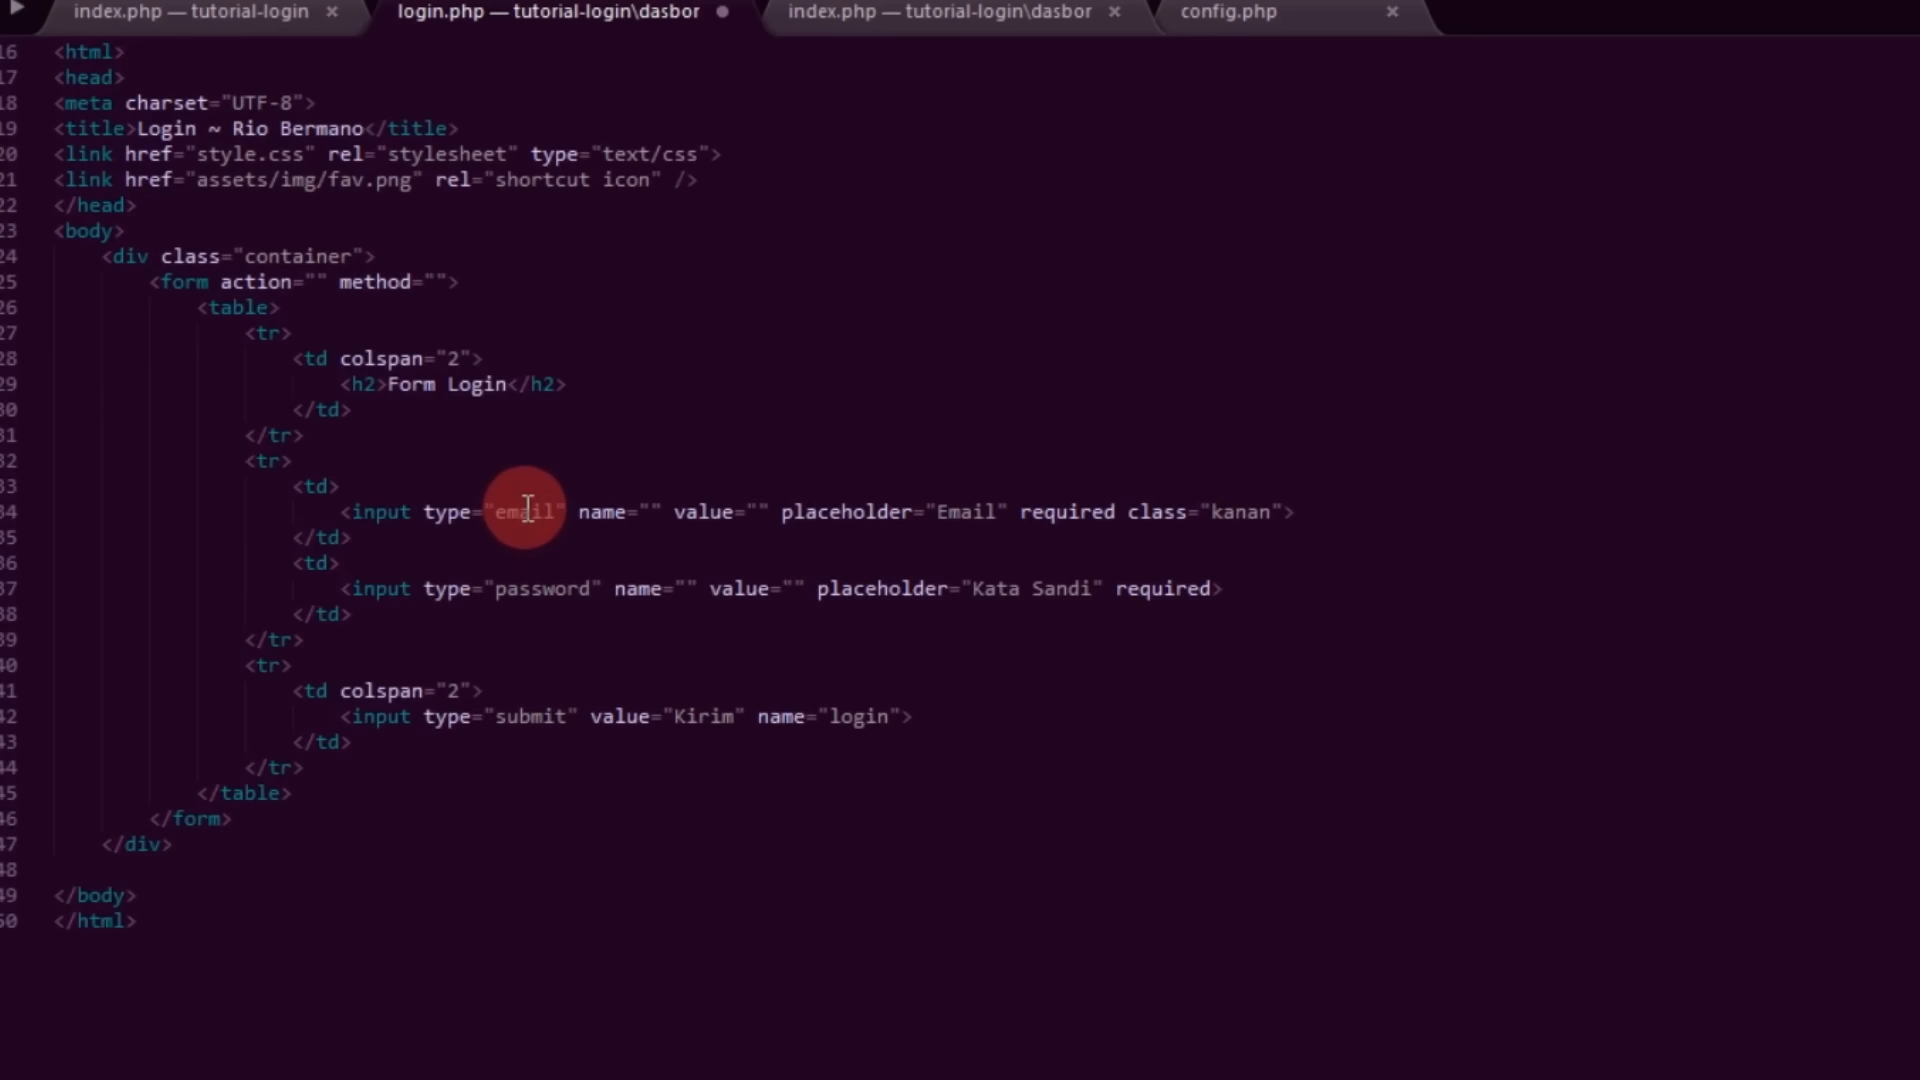 index.php — tutorial-login × login.php — tutorial-login\dasbor index.php — tutorial-login\dasbor × config.php ×
16 <html>
17 <head>
18 <meta charset="UTF-8">
19 <title>Login ~ Rio Bermano</title>
20 <link href="style.css" rel="stylesheet" type="text/css">
21 <link href="assets/img/fav.png" rel="shortcut icon" />
22 </head>
23 <body>
24 <div class="container">
25 <form action="" method="">
26 <table>
27 <tr>
28 <td colspan="2">
29 <h2>Form Login</h2>
30 </td>
31 </tr>
32 <tr>
33 <td>
34 <input type="email" name="" value="" placeholder="Email" required class="kanan">
35 </td>
36 <td>
37 <input type="password" name="" value="" placeholder="Kata Sandi" required>
38 </td>
39 </tr>
40 <tr>
41 <td colspan="2">
42 <input type="submit" value="Kirim" name="login">
43 </td>
44 </tr>
45 </table>
46 </form>
47 </div>
48
49 </body>
50 </html>